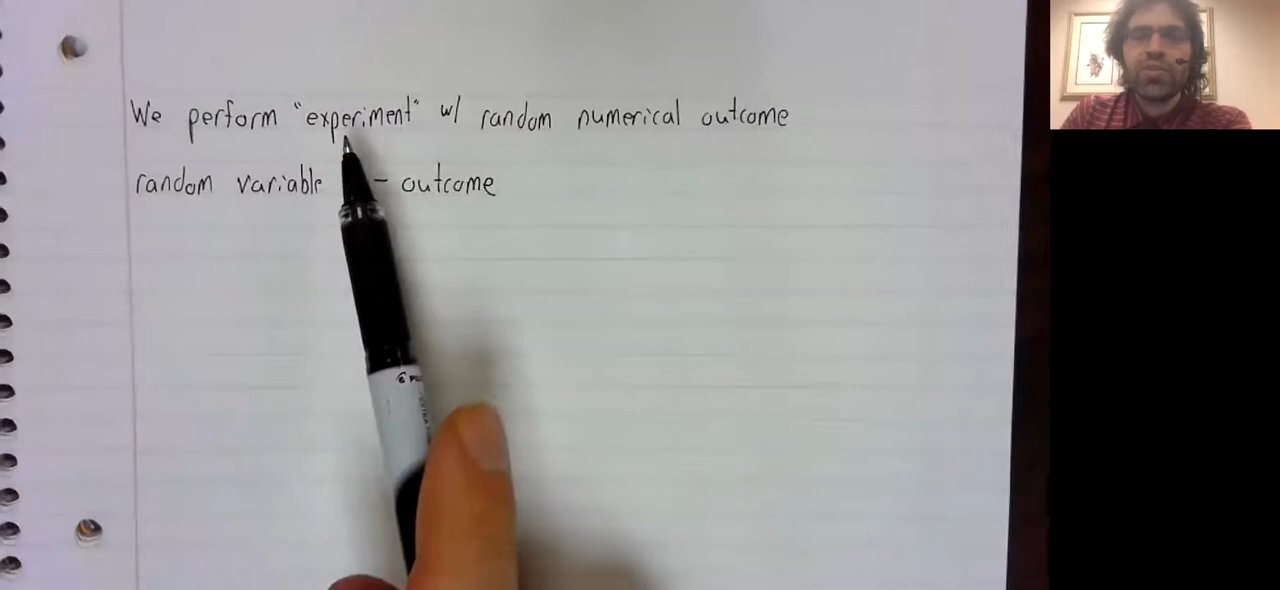 We perform "experiment" w/ random numerical outcome
random variable - outcome